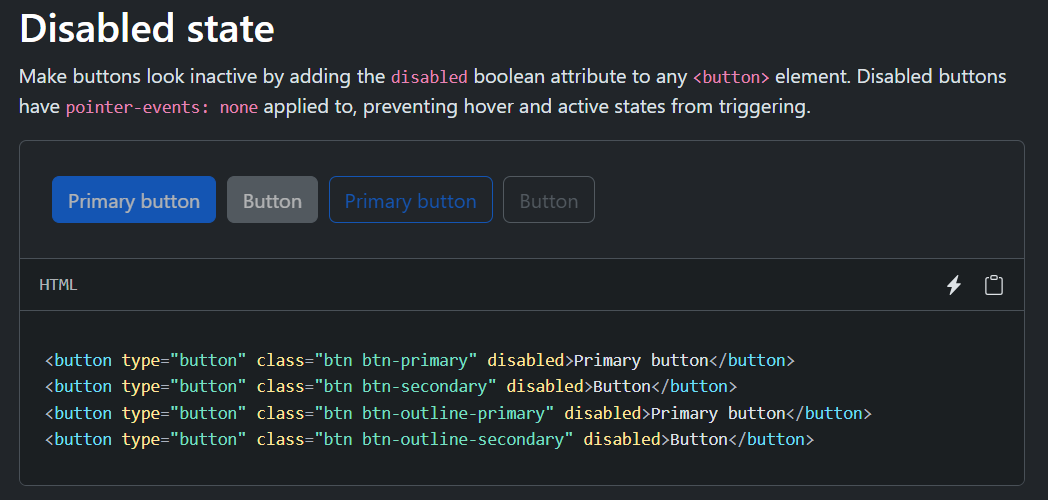 Disabled state
Make buttons look inactive by adding the disabled boolean attribute to any <button> element. Disabled buttons
have pointer-events: none applied to, preventing hover and active states from triggering.
Primary button Button Primary button Button
HTML
<button type="button" class="btn btn-primary" disabled>Primary button</button>
<button type="button" class="btn btn-secondary" disabled>Button</button>
<button type="button" class="btn btn-outline-primary" disabled>Primary button</button>
<button type="button" class="btn btn-outline-secondary" disabled>Button</button>